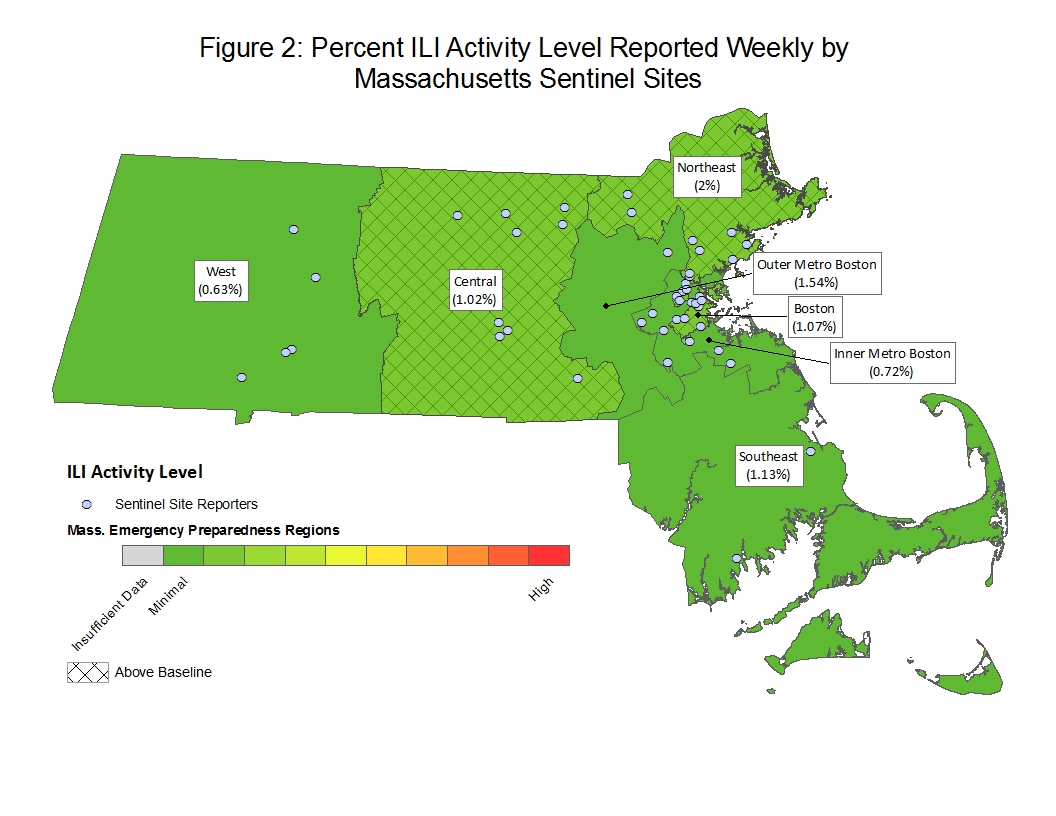 Figure 2: Percent ILI Activity Level Reported Weekly by
Massachusetts Sentinel Sites
Northeast
(2%)
West
(0.63%)
Central
(1.02%)
Outer Metro Boston
(1.54%)
Boston
(1.07%)
Inner Metro Boston
(0.72%)
Southeast
(1.13%)
ILI Activity Level
Sentinel Site Reporters
Mass. Emergency Preparedness Regions
Insufficient Data
Minimal
High
Above Baseline